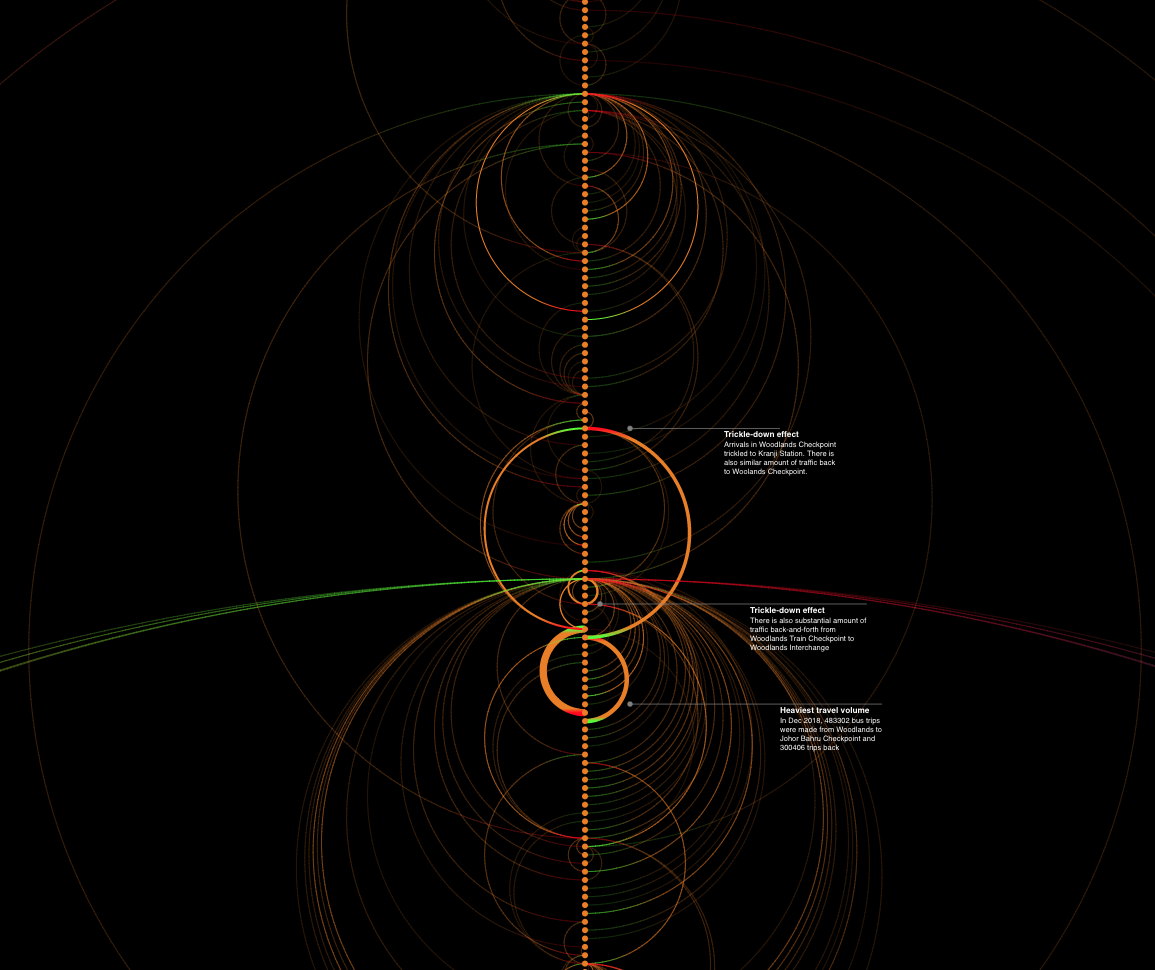 Trickle-down effect
Arrivals in Woodlands Checkpoint
trickled to Kranji Station. There is
also similar amount of traffic back
to Woolands Checkpoint.
Trickle-down effect
There is also substantial amount of
traffic back-and-forth from
Woodlands Train Checkpoint to
Woodlands Interchange
Heaviest travel volume
In Dec 2018, 483302 bus trips
were made from Woodlands to
Johor Bahru Checkpoint and
300406 trips back